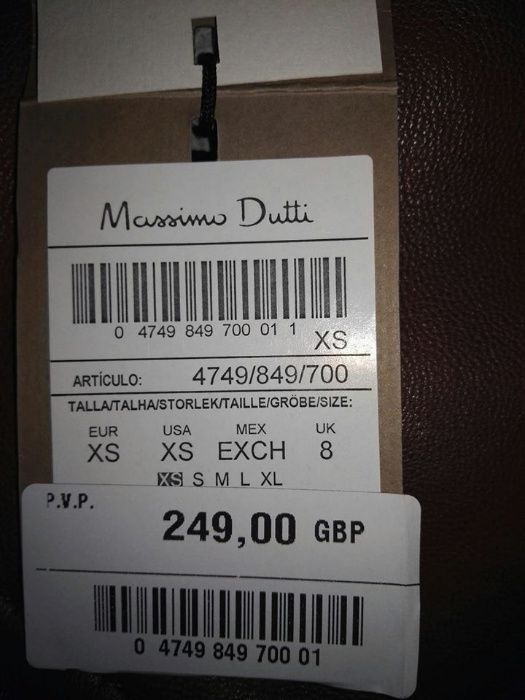 Massimo Dutti
0 4749 849 700 01 1
XS
ARTÍCULO: 4749/849/700
TALLA/TALHA/STORLEK/TAILLE/GRÖBE/SIZE:
EUR USA MEX UK
XS XS EXCH 8
XS S M L XL
P.V.P.
249,00 GBP
0 4749 849 700 01